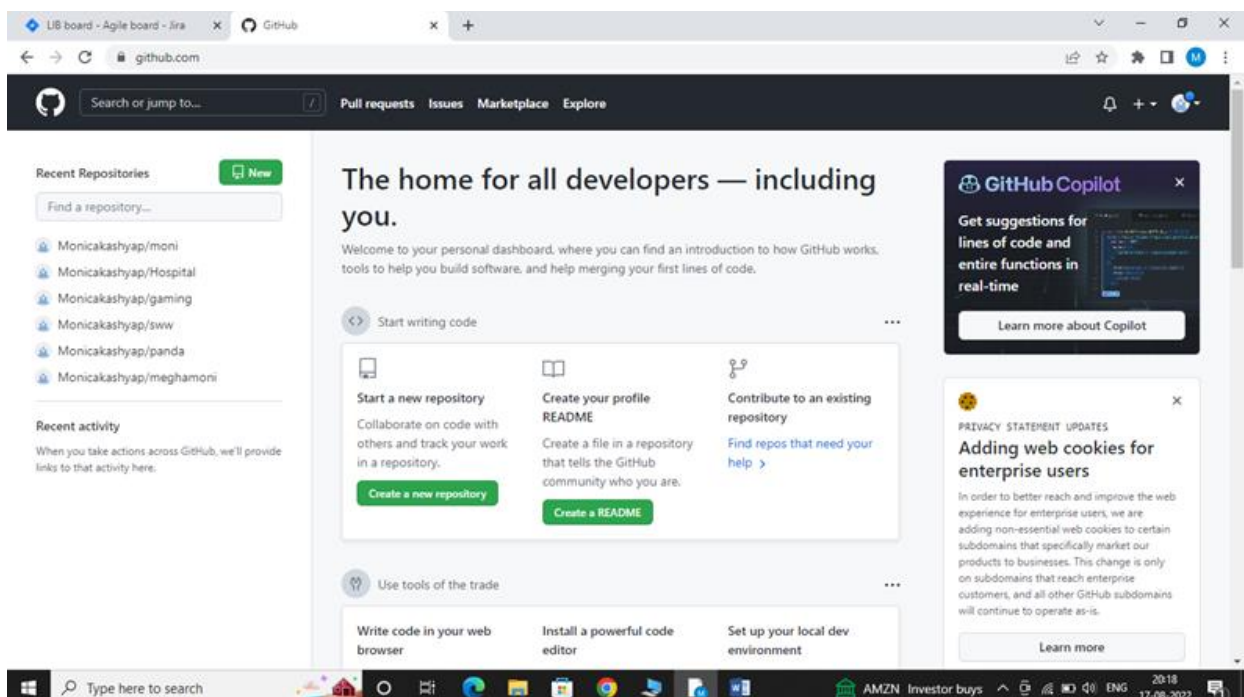 LIB board - Agile board - Jira
GitHub
github.com
Search or jump to...
/
Pull requests Issues Marketplace Explore
Recent Repositories
New
Find a repository...
Monicakashyap/moni
Monicakashyap/Hospital
Monicakashyap/gaming
Monicakashyap/sww
Monicakashyap/panda
Monicakashyap/meghamoni
Recent activity
When you take actions across GitHub, we'll provide
links to that activity here.
The home for all developers — including
you.
Welcome to your personal dashboard, where you can find an introduction to how GitHub works,
tools to help you build software, and help merging your first lines of code.
Start writing code
Start a new repository
Collaborate on code with
others and track your work
in a repository.
Create a new repository
Create your profile
README
Create a file in a repository
that tells the GitHub
community who you are.
Create a README
Contribute to an existing
repository
Find repos that need your
help >
Use tools of the trade
Write code in your web
browser
Install a powerful code
editor
Set up your local dev
environment
GitHub Copilot
Get suggestions for
lines of code and
entire functions in
real-time
Learn more about Copilot
PRIVACY STATEMENT UPDATES
Adding web cookies for
enterprise users
In order to better reach and improve the web
experience for enterprise users, we are
adding non-essential web cookies to certain
subdomains that specifically market our
products to businesses. This change is only
on subdomains that reach enterprise
customers, and all other GitHub subdomains
will continue to operate as-is.
Learn more
Type here to search
AMZN Investor buys
ENG
20:18